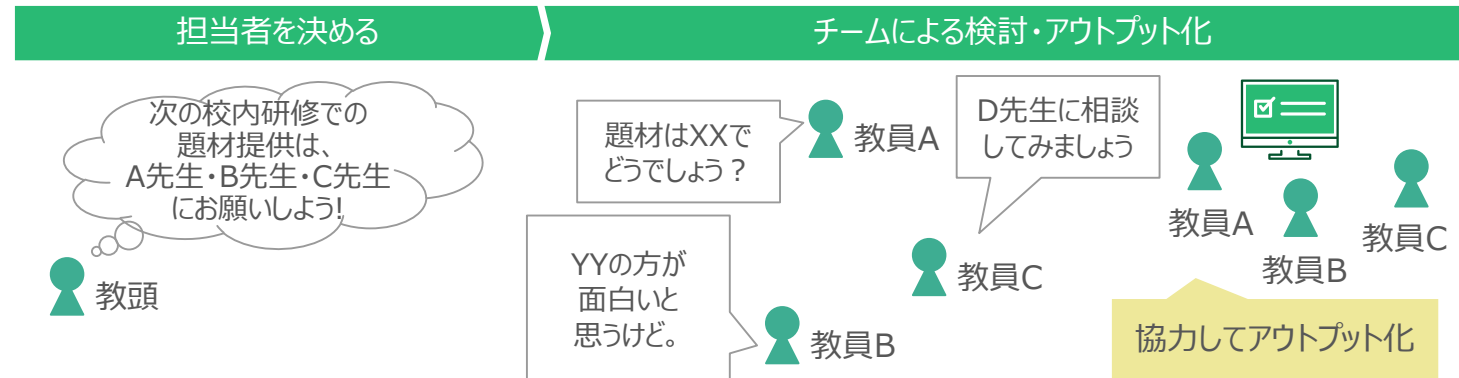 担当者を決める
チームによる検討・アウトプット化
次の校内研修での
題材提供は、
A先生・B先生・C先生
にお願いしよう!
教頭
題材はXXで
どうでしょう？
教員A
YYの方が
面白いと
思うけど。
教員B
D先生に相談
してみましょう
教員C
教員A
教員B
教員C
協力してアウトプット化